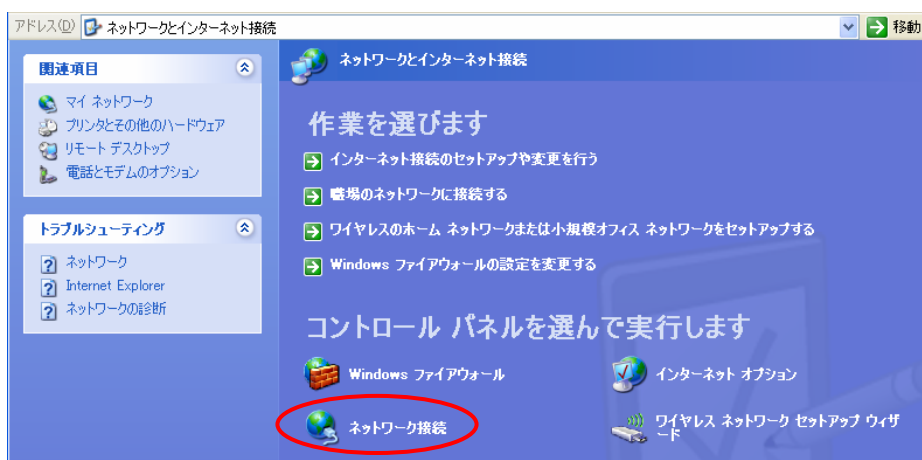 アドレス(D) ネットワークとインターネット接続 移動
関連項目
マイ ネットワーク
プリンタとその他のハードウェア
リモート デスクトップ
電話とモデムのオプション
トラブルシューティング
ネットワーク
Internet Explorer
ネットワークの診断
ネットワークとインターネット接続
作業を選びます
インターネット接続のセットアップや変更を行う
職場のネットワークに接続する
ワイヤレスのホーム ネットワークまたは小規模オフィス ネットワークをセットアップする
Windows ファイアウォールの設定を変更する
コントロール パネルを選んで実行します
Windows ファイアウォール
インターネット オプション
ネットワーク接続
ワイヤレス ネットワーク セットアップ ウィザ
ード